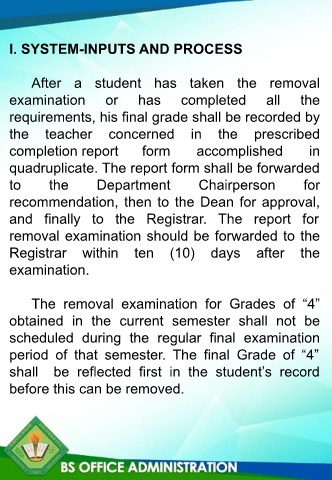 I. SYSTEM-INPUTS AND PROCESS
After a student has taken the removal
examination or has completed all the
requirements, his final grade shall be recorded by
the teacher concerned in the prescribed
completion report form accomplished in
quadruplicate. The report form shall be forwarded
to the Department Chairperson for
recommendation, then to the Dean for approval,
and finally to the Registrar. The report for
removal examination should be forwarded to the
Registrar within ten (10) days after the
examination.
The removal examination for Grades of “4”
obtained in the current semester shall not be
scheduled during the regular final examination
period of that semester. The final Grade of “4”
shall be reflected first in the student’s record
before this can be removed.
BS OFFICE ADMINISTRATION